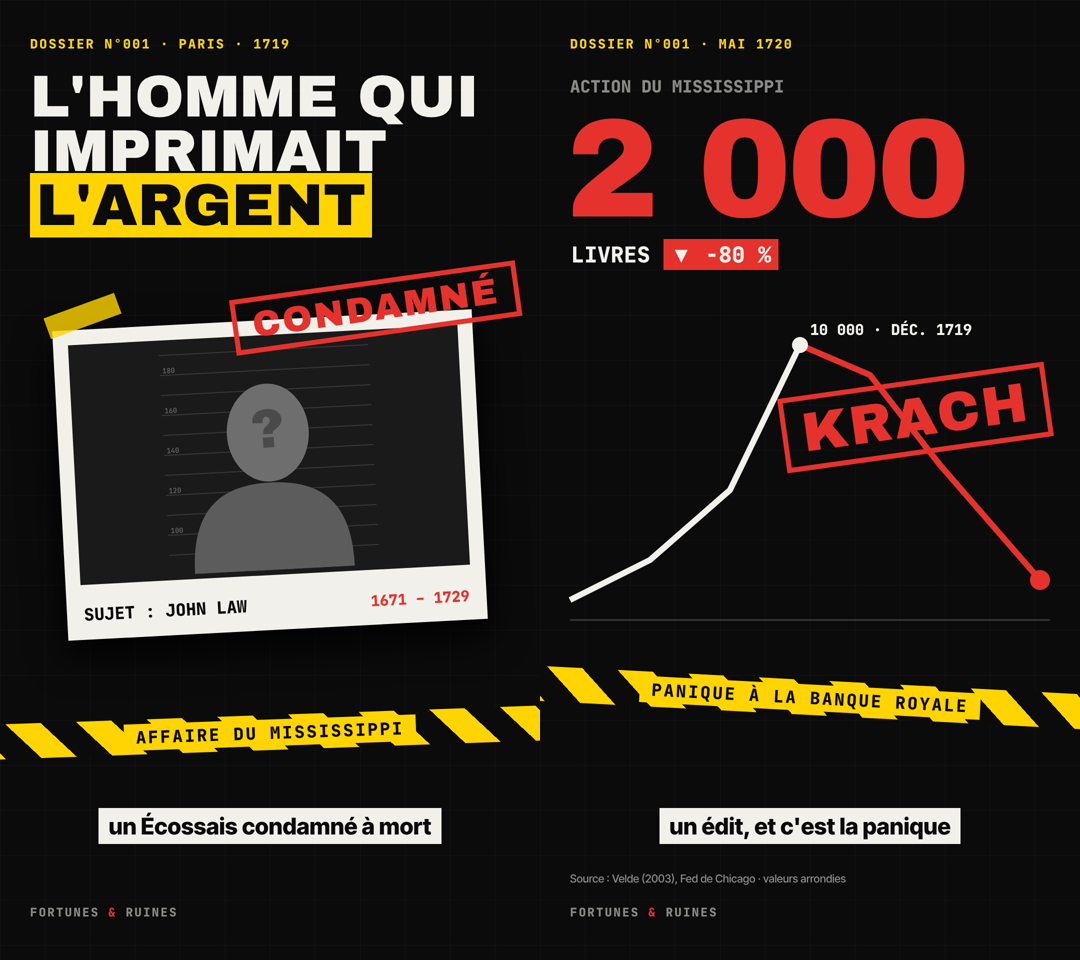 DOSSIER N°001 · PARIS · 1719
L'HOMME QUI
IMPRIMAIT
L'ARGENT
CONDAMNÉ
180
160
?
140
120
100
SUJET : JOHN LAW
1671 – 1729
AFFAIRE DU MISSISSIPPI
un Écossais condamné à mort
FORTUNES & RUINES
DOSSIER N°001 · MAI 1720
ACTION DU MISSISSIPPI
2 000
LIVRES ▼ -80 %
10 000 · DÉC. 1719
KRACH
PANIQUE À LA BANQUE ROYALE
un édit, et c'est la panique
Source : Velde (2003), Fed de Chicago · valeurs arrondies
FORTUNES & RUINES